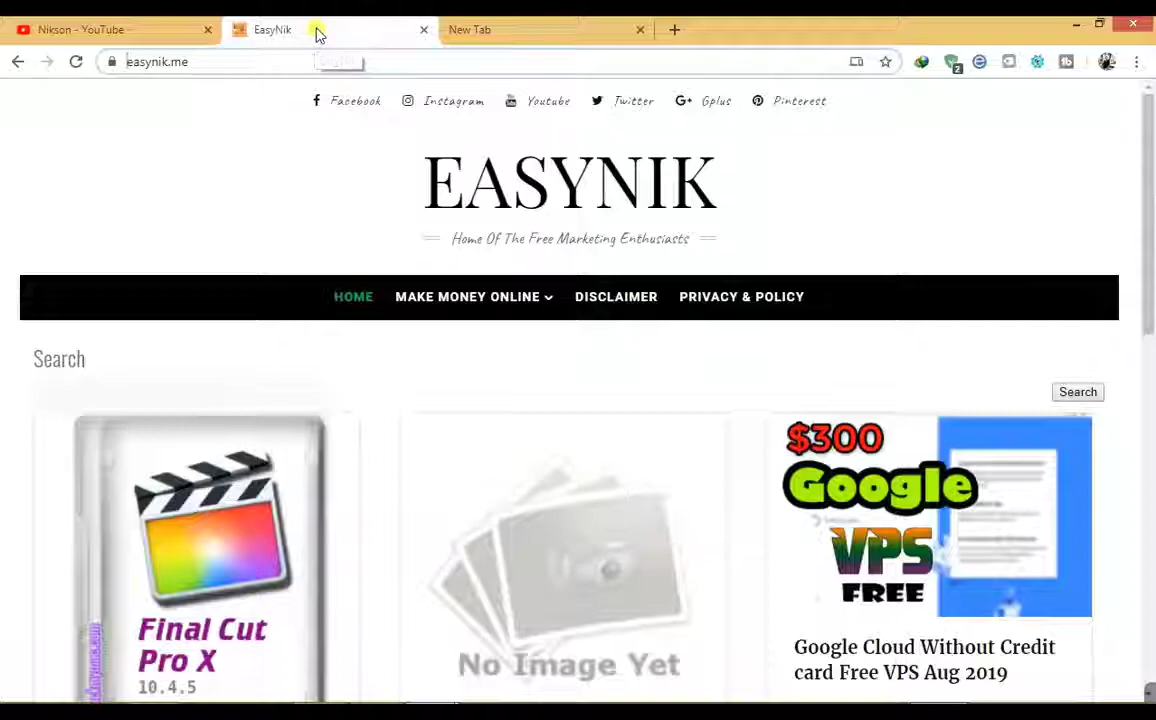 Nikson - YouTube -
EasyNik
New Tab
easynik.me
2
Facebook
Instagram
Youtube
Twitter
Gplus
Pinterest
EASYNIK
Home Of The Free Marketing Enthusiasts
HOME
MAKE MONEY ONLINE
DISCLAIMER
PRIVACY & POLICY
Search
Search
Final Cut
Pro X
10.4.5
No Image Yet
$300
Google
VPS
FREE
Google Cloud Without Credit
card Free VPS Aug 2019